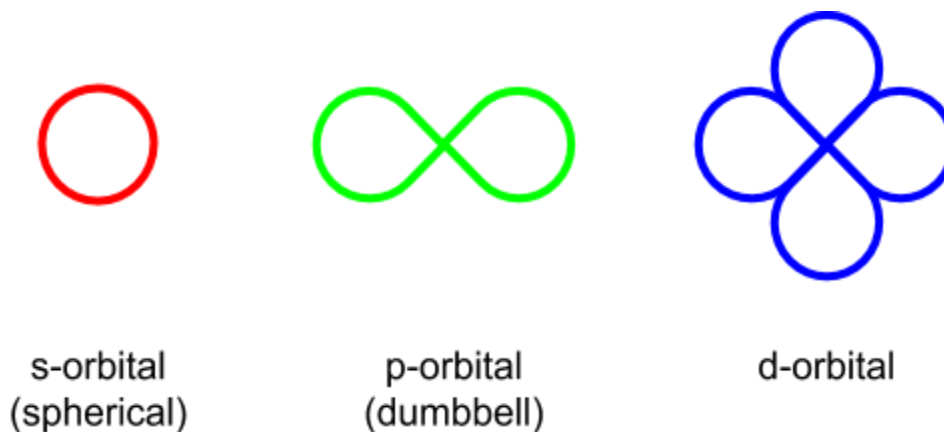 s-orbital
(spherical)
p-orbital
(dumbbell)
d-orbital